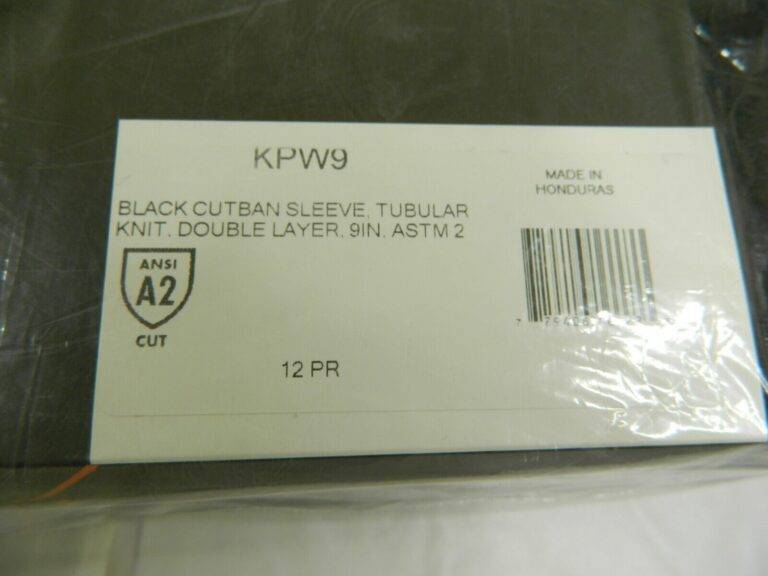 KPW9
MADE IN
HONDURAS
BLACK CUTBAN SLEEVE, TUBULAR
KNIT, DOUBLE LAYER, 9IN, ASTM 2
ANSI
A2
CUT
12 PR